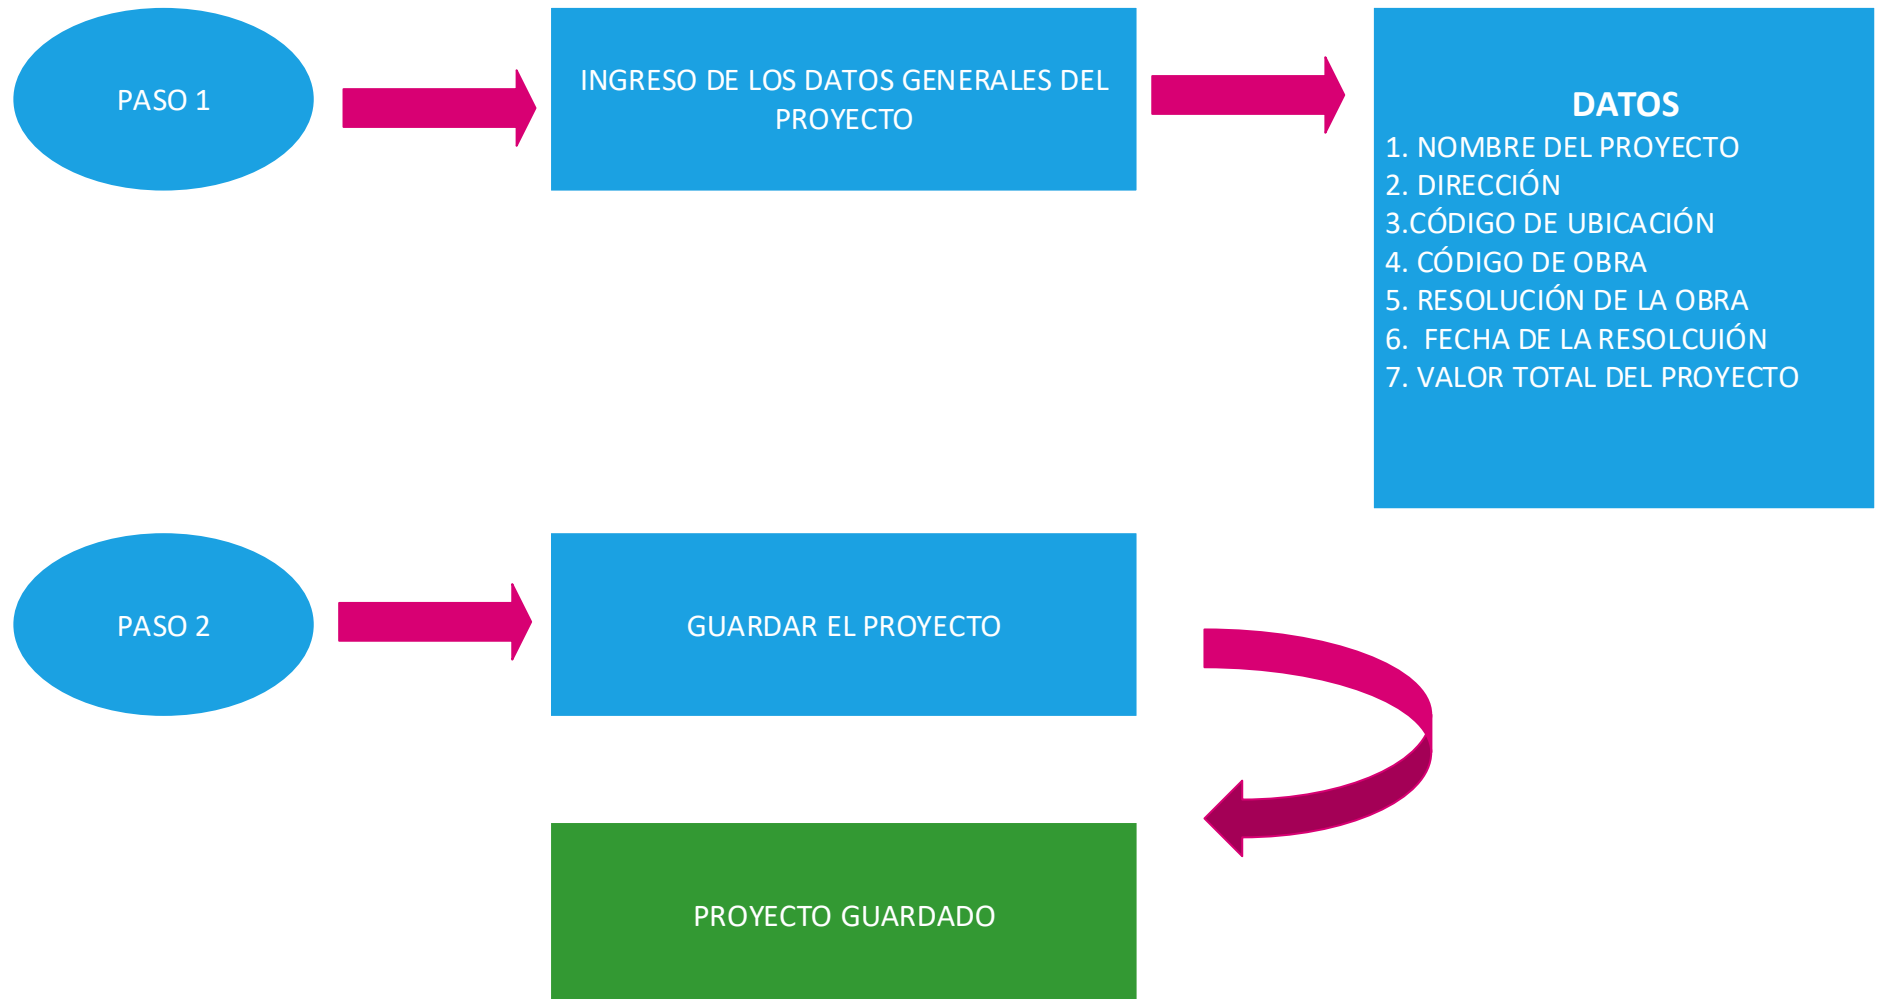 PASO 1
INGRESO DE LOS DATOS GENERALES DEL
PROYECTO
DATOS
1. NOMBRE DEL PROYECTO
2. DIRECCIÓN
3.CÓDIGO DE UBICACIÓN
4. CÓDIGO DE OBRA
5. RESOLUCIÓN DE LA OBRA
6.  FECHA DE LA RESOLCUIÓN
7. VALOR TOTAL DEL PROYECTO
PASO 2
GUARDAR EL PROYECTO
PROYECTO GUARDADO